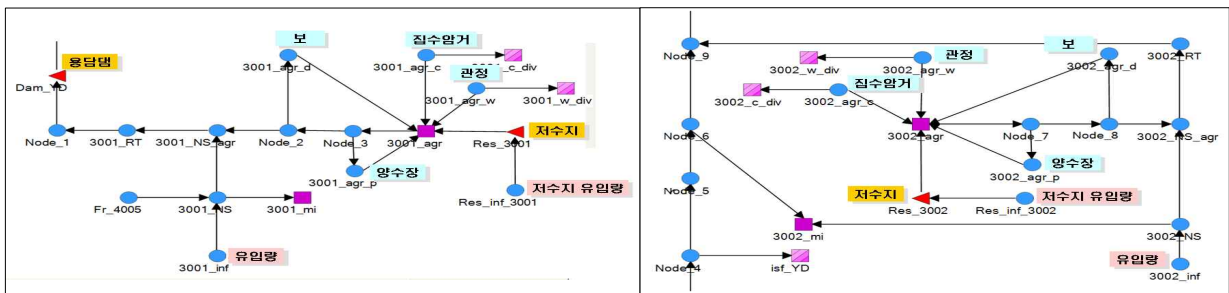 용담댐
Dam_YD
보
3001_agr_d
집수암거
3001_agr_c
3001_c_div
관정
3001_agr_w
3001_w_div
Node_1
3001_RT
3001_NS_agr
Node_2
Node_3
3001_agr
저수지
Res_3001
3001_agr_p
양수장
저수지 유입량
Res_inf_3001
Fr_4005
3001_NS
3001_mi
유입량
3001_inf
Node_9
3002_w_div
관정
3002_agr_w
보
3002_agr_d
3002_RT
집수암거
3002_c_div
3002_agr_c
Node_6
3002_agr
Node_7
Node_8
3002_NS_agr
양수장
3002_agr_p
Node_5
저수지
Res_3002
저수지 유입량
Res_inf_3002
3002_mi
3002_NS
Node_4
isf_YD
유입량
3002_inf